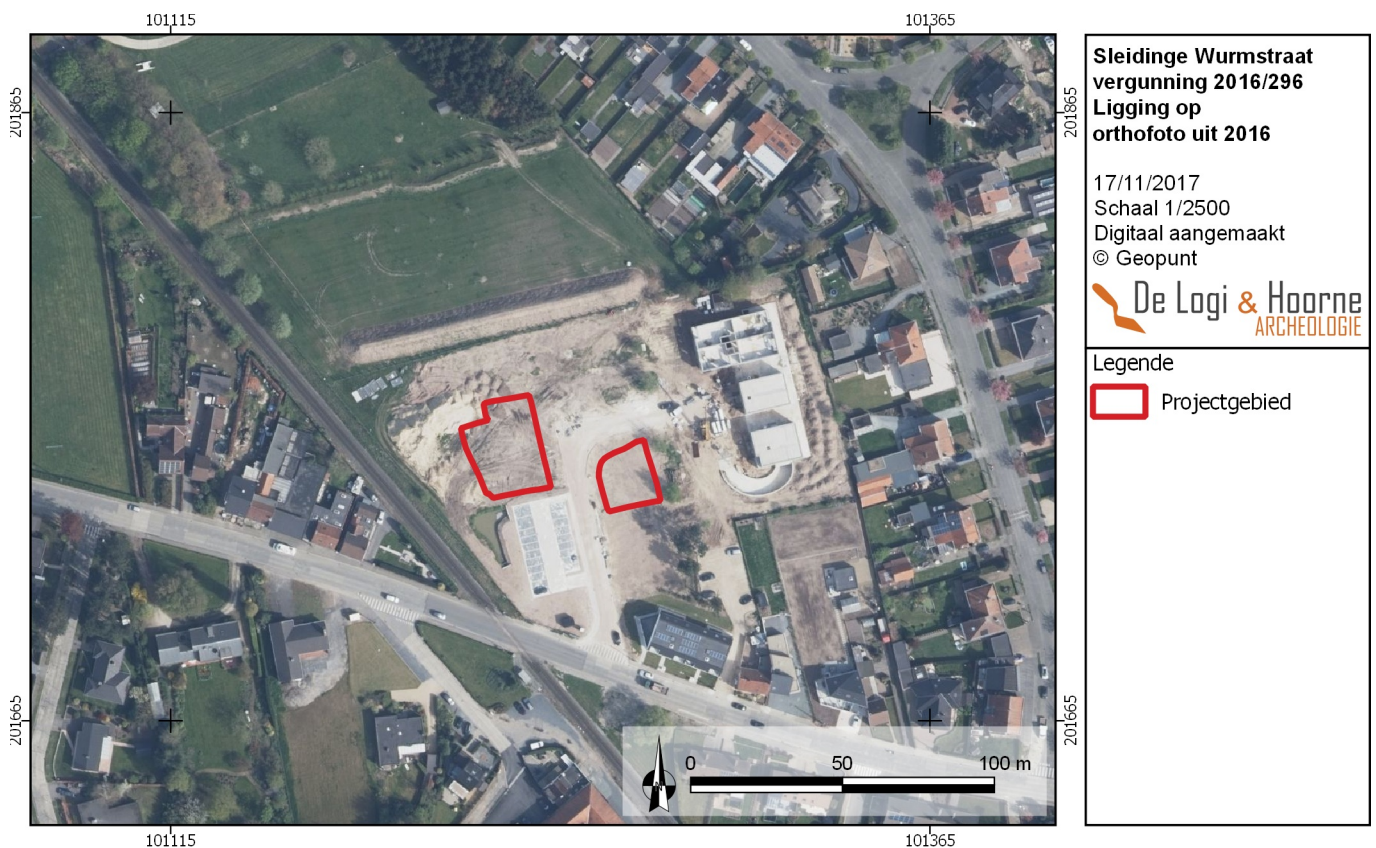 101115
101365
201865
201865
Sleidinge Wurmstraat
vergunning 2016/296
Ligging op
orthofoto uit 2016
17/11/2017
Schaal 1/2500
Digitaal aangemaakt
© Geopunt
De Logi & Hoorne
ARCHEOLOGIE
Legende
Projectgebied
201665
201665
N
0 50 100 m
101115
101365